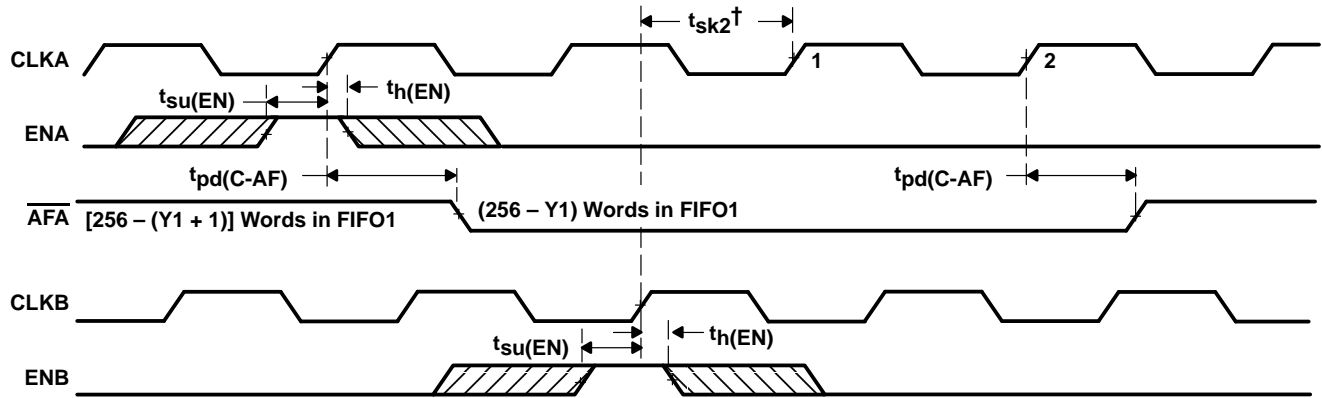 tsk2†
CLKA
1
2
tsu(EN)
th(EN)
ENA
tpd(C-AF)
tpd(C-AF)
AFA
[256 – (Y1 + 1)] Words in FIFO1
(256 – Y1) Words in FIFO1
CLKB
tsu(EN)
th(EN)
ENB